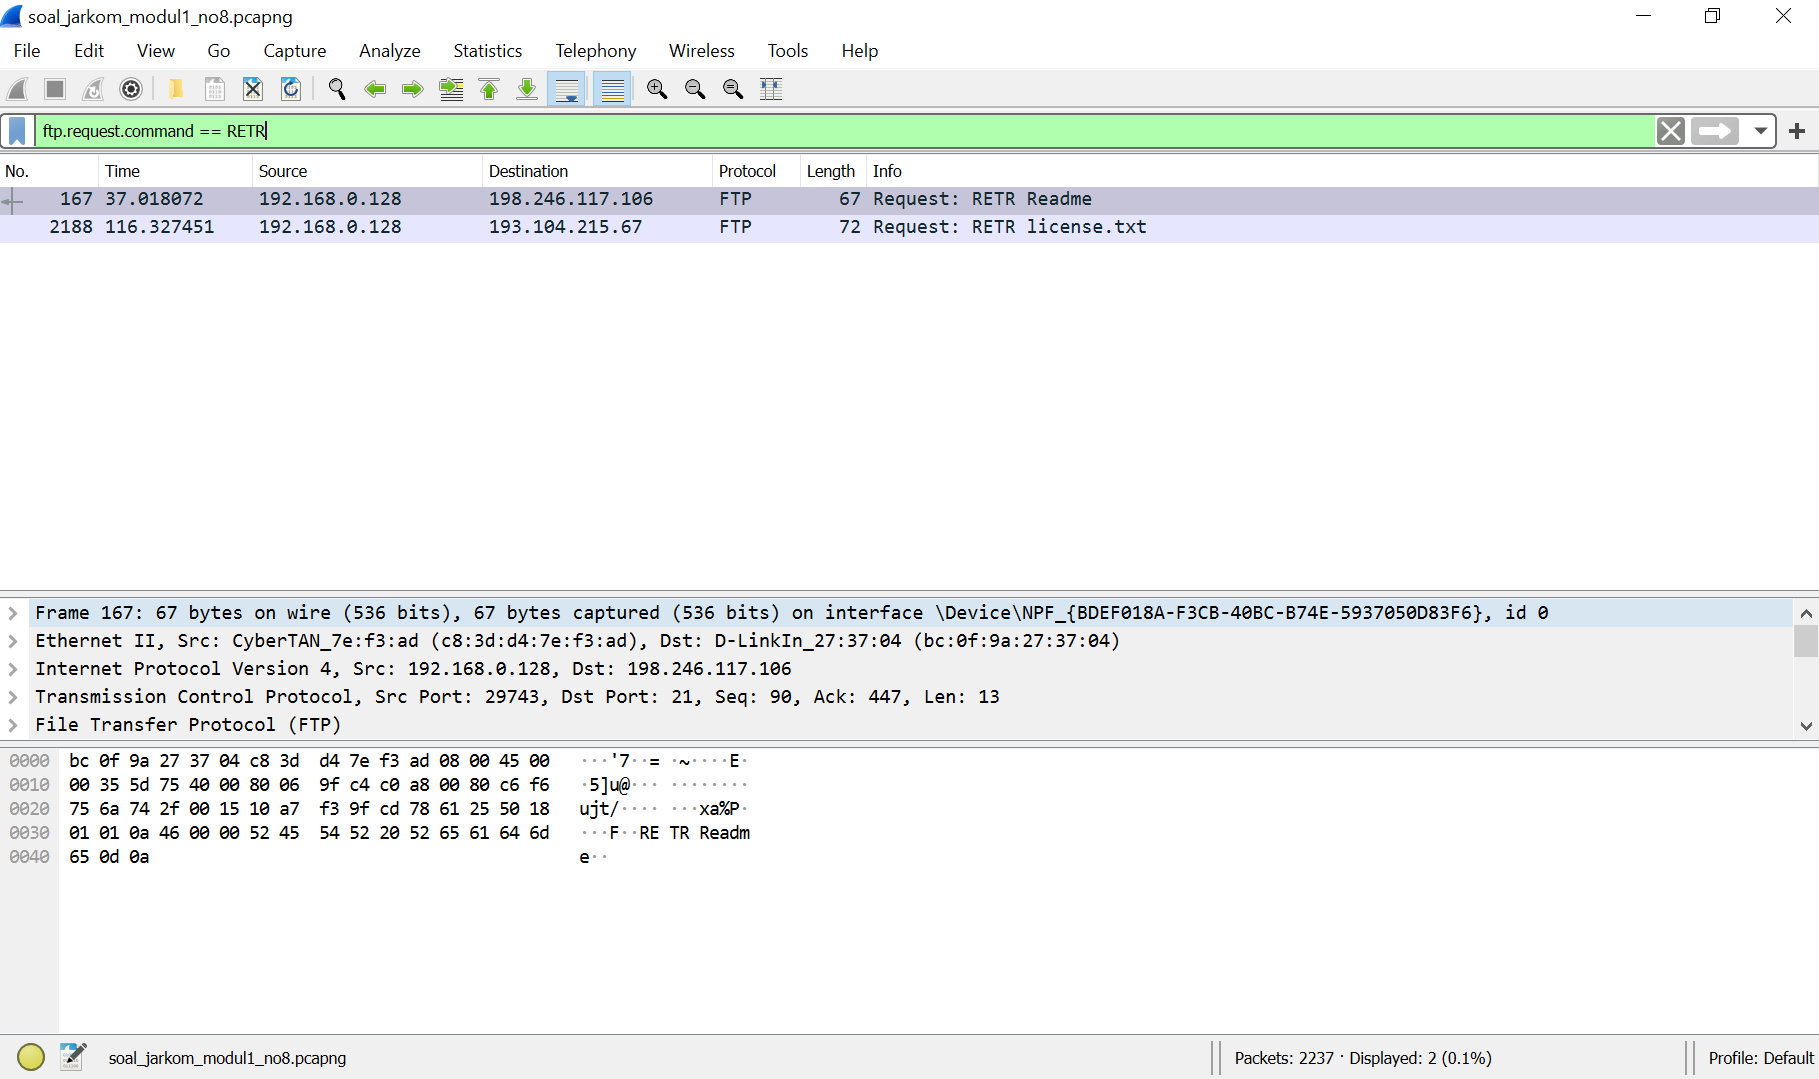 soal_jarkom_modul1_no8.pcapng
File Edit View Go Capture Analyze Statistics Telephony Wireless Tools Help
ftp.request.command == RETR
No. Time Source Destination Protocol Length Info
167 37.018072 192.168.0.128 198.246.117.106 FTP 67 Request: RETR Readme
2188 116.327451 192.168.0.128 193.104.215.67 FTP 72 Request: RETR license.txt
Frame 167: 67 bytes on wire (536 bits), 67 bytes captured (536 bits) on interface \Device\NPF_{BDEF018A-F3CB-40BC-B74E-5937050D83F6}, id 0
Ethernet II, Src: CyberTAN_7e:f3:ad (c8:3d:d4:7e:f3:ad), Dst: D-LinkIn_27:37:04 (bc:0f:9a:27:37:04)
Internet Protocol Version 4, Src: 192.168.0.128, Dst: 198.246.117.106
Transmission Control Protocol, Src Port: 29743, Dst Port: 21, Seq: 90, Ack: 447, Len: 13
File Transfer Protocol (FTP)
0000 bc 0f 9a 27 37 04 c8 3d d4 7e f3 ad 08 00 45 00 ···'7··= ·~····E·
0010 00 35 5d 75 40 00 80 06 9f c4 c0 a8 00 80 c6 f6 ·5]u@··· ········
0020 75 6a 74 2f 00 15 10 a7 f3 9f cd 78 61 25 50 18 ujt/···· ···xa%P·
0030 01 01 0a 46 00 00 52 45 54 52 20 52 65 61 64 6d ···F··RE TR Readm
0040 65 0d 0a e··
soal_jarkom_modul1_no8.pcapng Packets: 2237 · Displayed: 2 (0.1%) Profile: Default